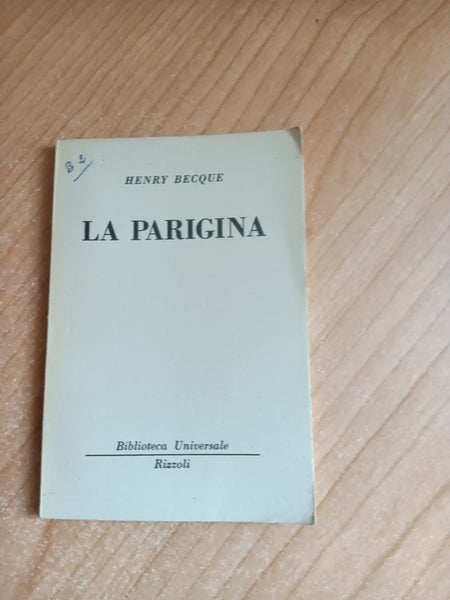 HENRY BECQUE
LA PARIGINA
Biblioteca Universale
Rizzoli